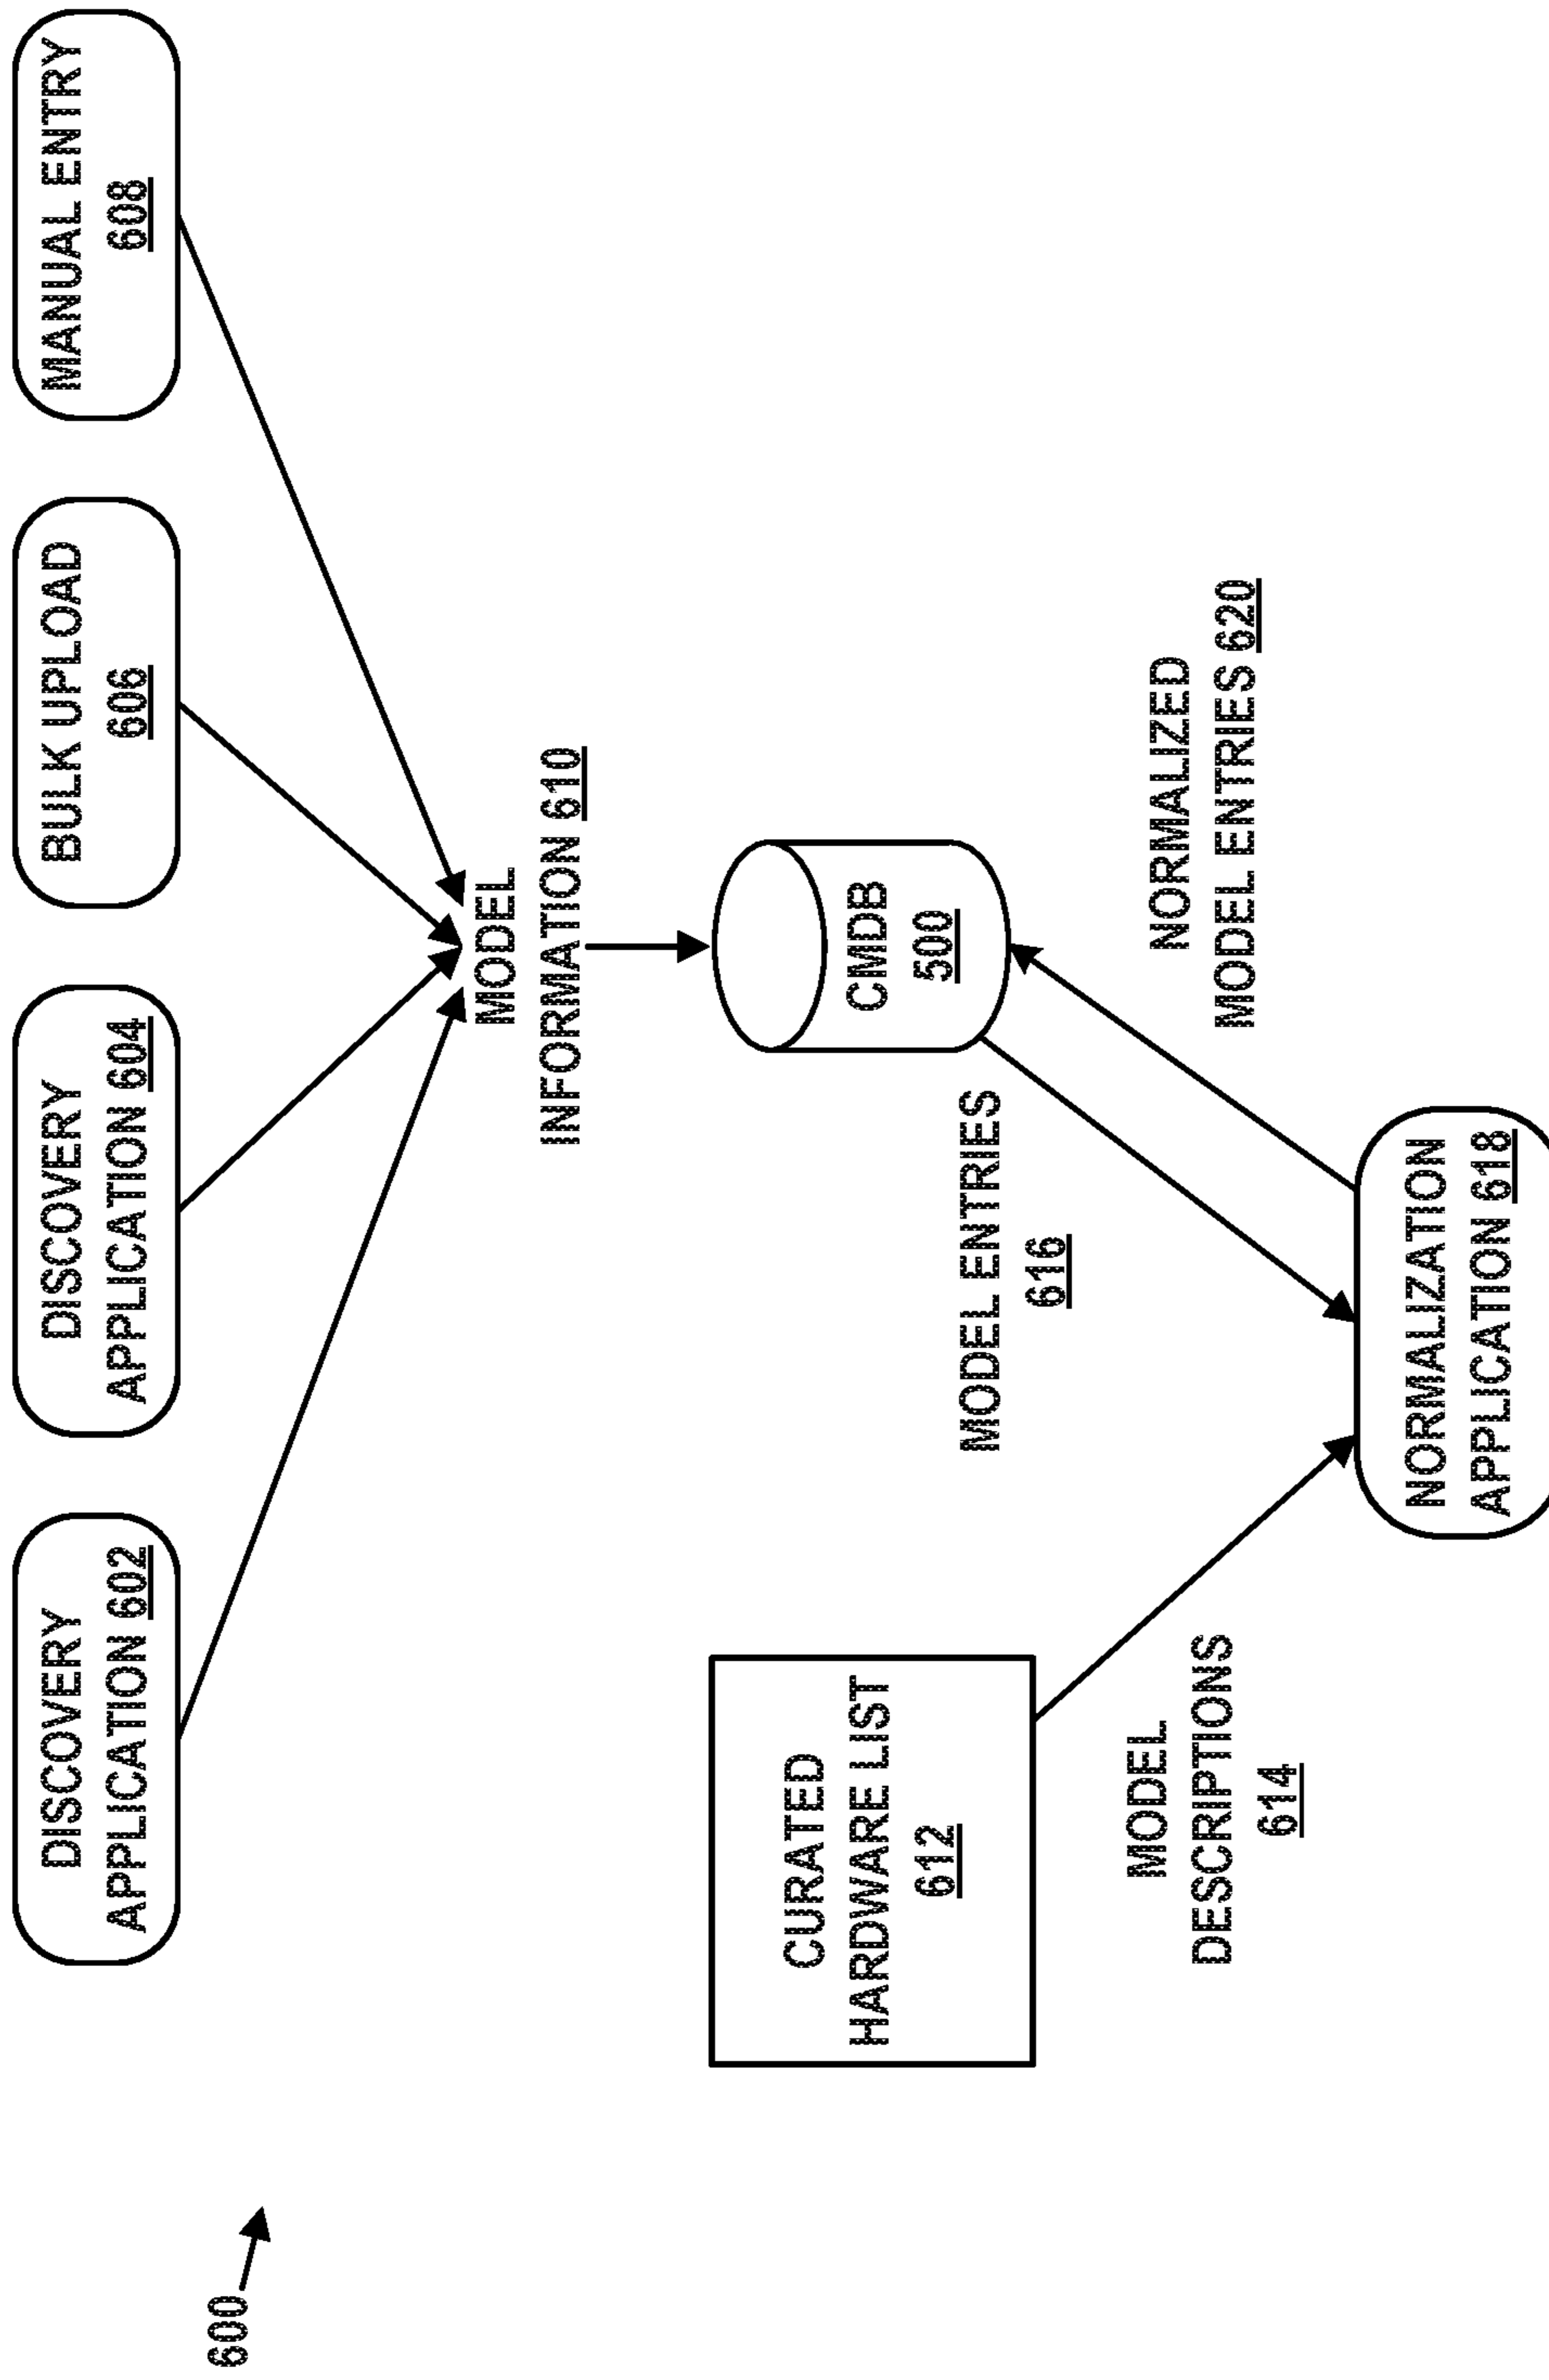 600
DISCOVERY
APPLICATION 602
DISCOVERY
APPLICATION 604
BULK UPLOAD
606
MANUAL ENTRY
608
MODEL
INFORMATION 610
CURATED
HARDWARE LIST
612
CMDB
500
MODEL ENTRIES
616
MODEL
DESCRIPTIONS
614
NORMALIZED
MODEL ENTRIES 620
NORMALIZATION
APPLICATION 618